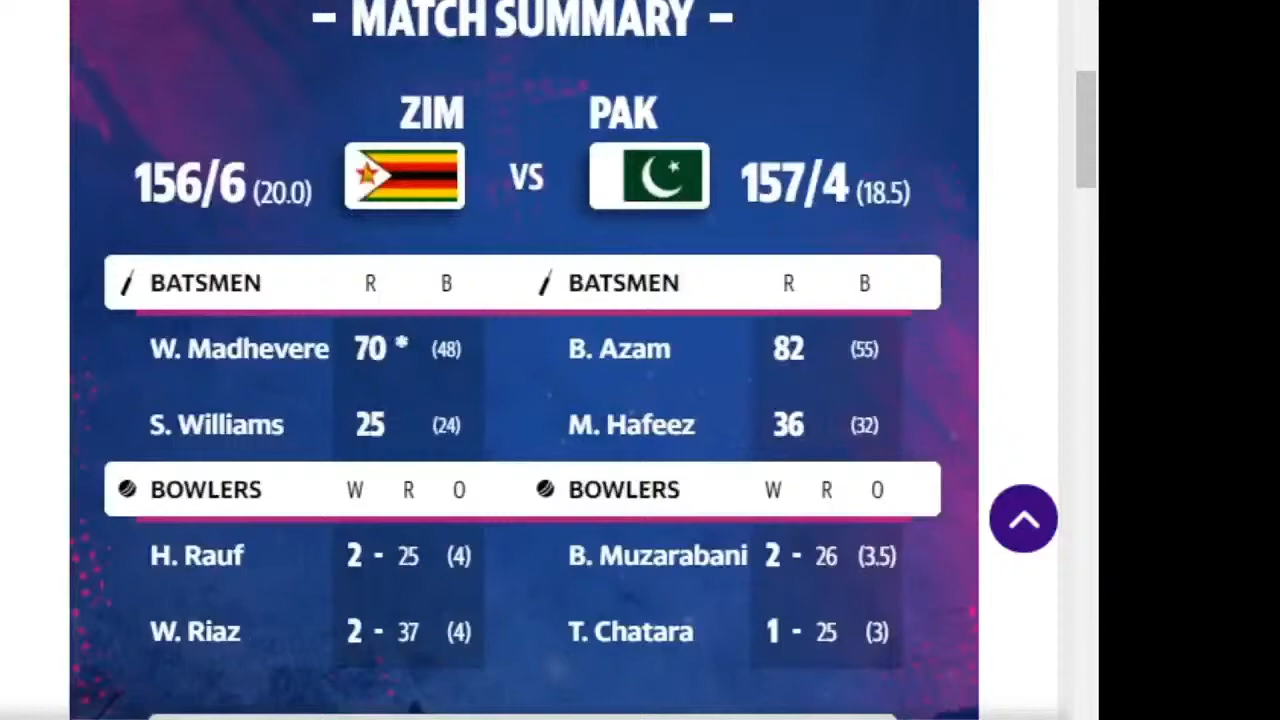 - MATCH SUMMARY -
ZIM PAK
156/6 (20.0) VS 157/4 (18.5)
BATSMEN R B BATSMEN R B
W. Madhevere 70 * (48) B. Azam 82 (55)
S. Williams 25 (24) M. Hafeez 36 (32)
BOWLERS W R O BOWLERS W R O
H. Rauf 2 - 25 (4) B. Muzarabani 2 - 26 (3.5)
W. Riaz 2 - 37 (4) T. Chatara 1 - 25 (3)